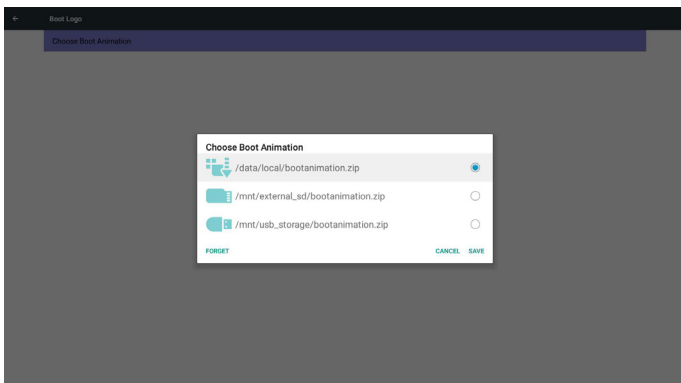 Boot Logo
Choose Boot Animation
Choose Boot Animation
/data/local/bootanimation.zip
/mnt/external_sd/bootanimation.zip
/mnt/usb_storage/bootanimation.zip
FORGET CANCEL SAVE